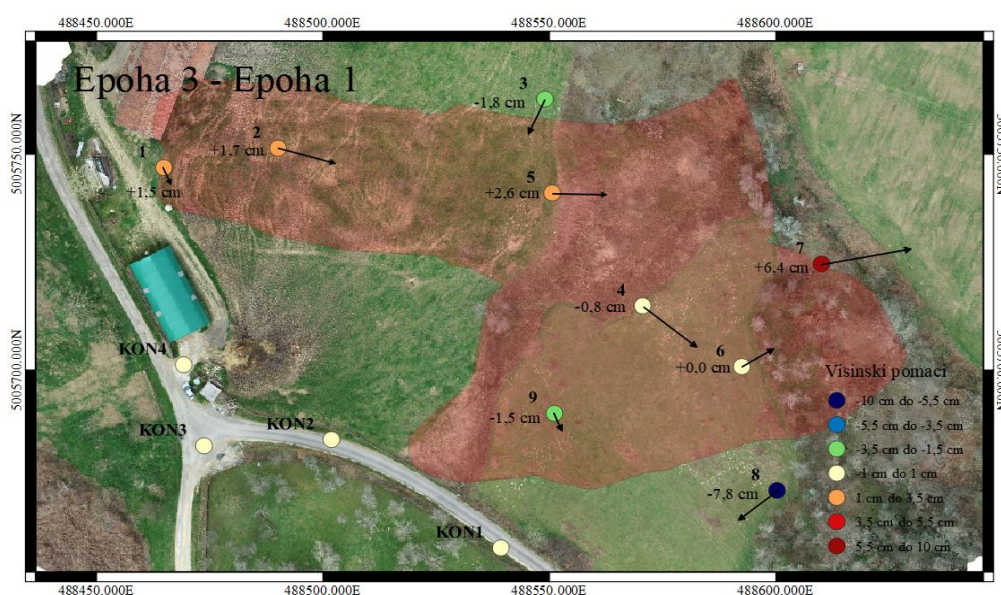 488450.000E 488500.000E 488550.000E 488600.000E
Epoha 3 - Epoha 1
5005750.000N
5005750.000N
3
-1,8 cm
2
+1.7 cm
1
+1.5 cm
5
+2,6 cm
7
+6,4 cm
4
-0,8 cm
6
+0,0 cm
KON4
5005700.000N
5005700.000N
9
-1,5 cm
KON2
KON3
8
-7,8 cm
KON1
Visinski pomaci
-10 cm do -5,5 cm
-5,5 cm do -3,5 cm
-3,5 cm do -1,5 cm
-1 cm do 1 cm
1 cm do 3,5 cm
3,5 cm do 5,5 cm
5,5 cm do 10 cm
488450.000E 488500.000E 488550.000E 488600.000E